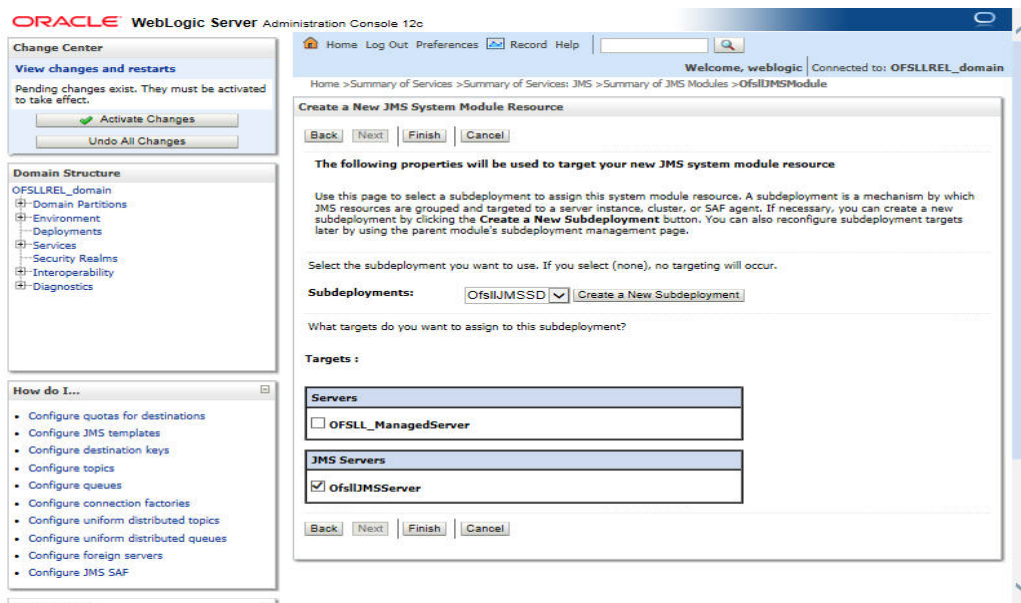 ORACLE WebLogic Server Administration Console 12c
Change Center
View changes and restarts
Pending changes exist. They must be activated
to take effect.
Activate Changes
Undo All Changes
Domain Structure
OFSLLREL_domain
Domain Partitions
Environment
Deployments
Services
Security Realms
Interoperability
Diagnostics
How do I...
Configure quotas for destinations
Configure JMS templates
Configure destination keys
Configure topics
Configure queues
Configure connection factories
Configure uniform distributed topics
Configure uniform distributed queues
Configure foreign servers
Configure JMS SAF
Home Log Out Preferences Record Help
Welcome, weblogic Connected to: OFSLLREL_domain
Home >Summary of Services >Summary of Services: JMS >Summary of JMS Modules >OfsllJMSModule
Create a New JMS System Module Resource
Back Next Finish Cancel
The following properties will be used to target your new JMS system module resource
Use this page to select a subdeployment to assign this system module resource. A subdeployment is a mechanism by which
JMS resources are grouped and targeted to a server instance, cluster, or SAF agent. If necessary, you can create a new
subdeployment by clicking the Create a New Subdeployment button. You can also reconfigure subdeployment targets
later by using the parent module's subdeployment management page.
Select the subdeployment you want to use. If you select (none), no targeting will occur.
Subdeployments: OfsllJMSSD Create a New Subdeployment
What targets do you want to assign to this subdeployment?
Targets :
Servers
OFSLL_ManagedServer
JMS Servers
OfsllJMSServer
Back Next Finish Cancel